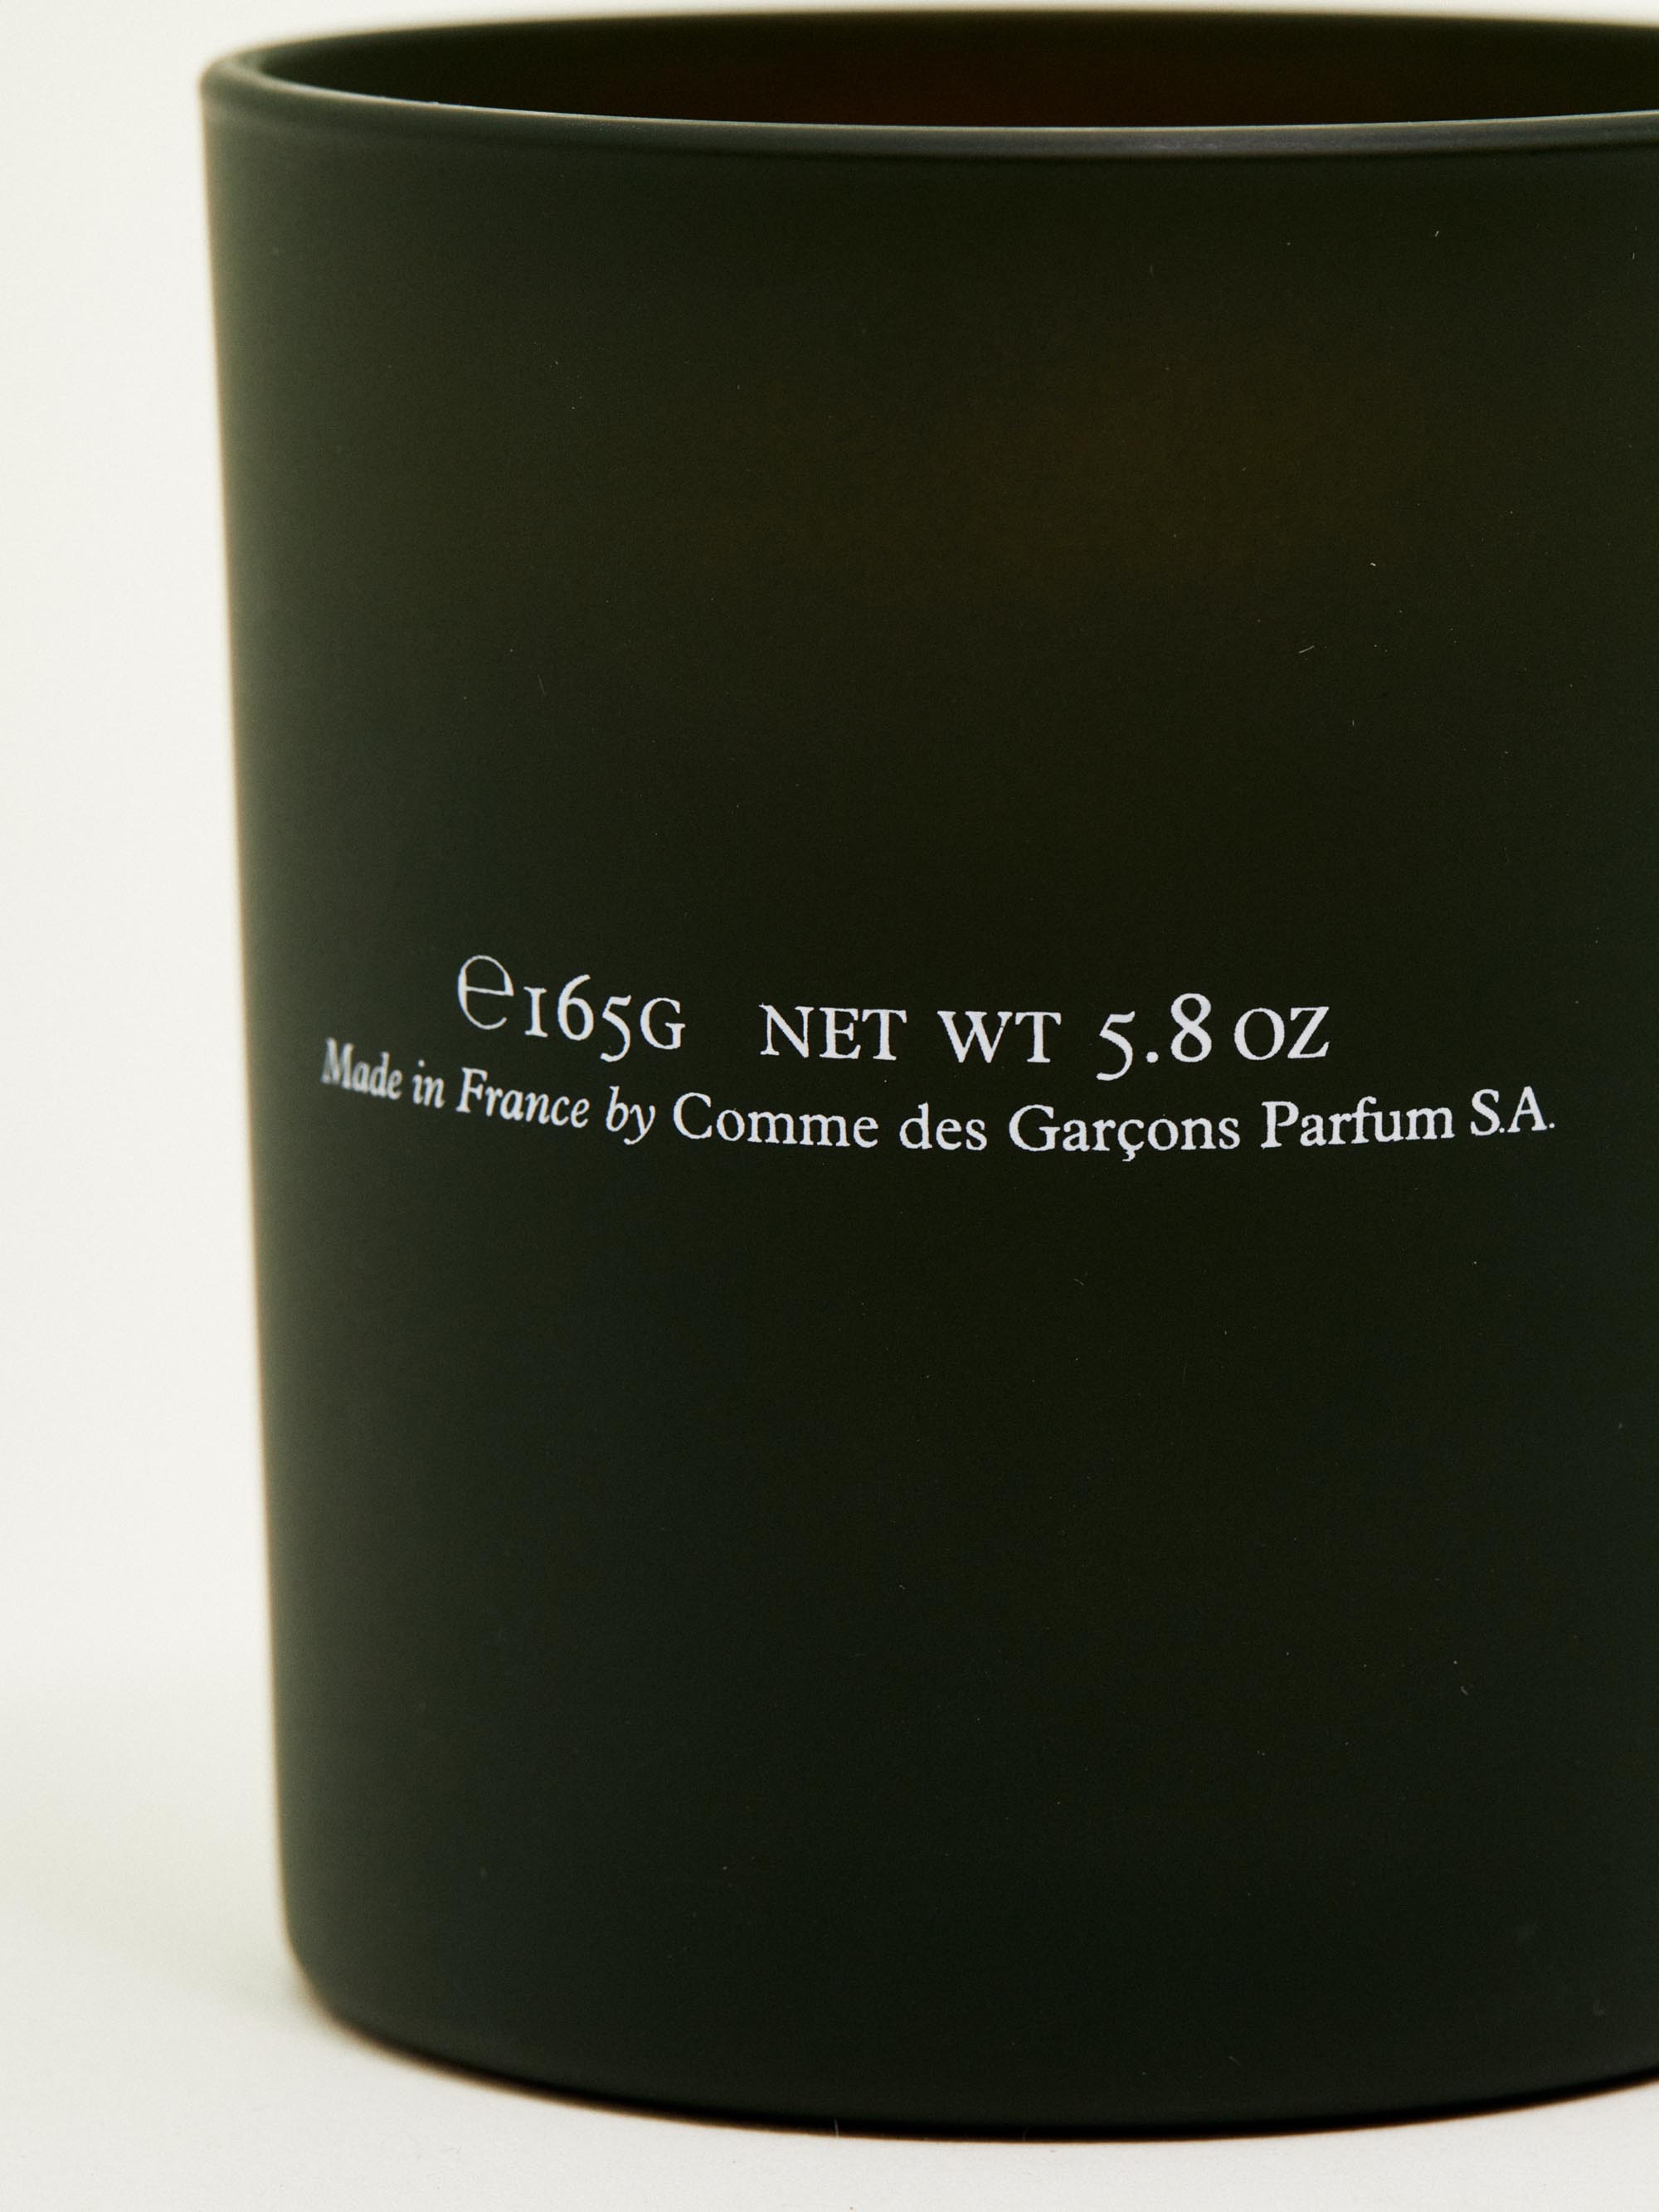 ℮165G NET WT 5.8 OZ
Made in France by Comme des Garçons Parfum S.A.